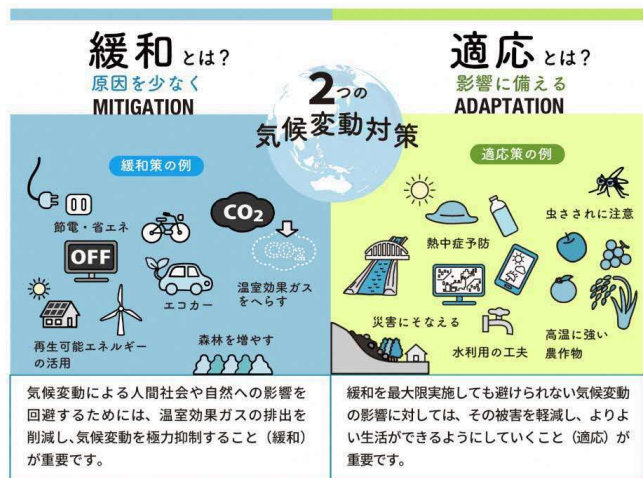 緩和とは？
原因を少なく
MITIGATION
2つの
気候変動対策
適応とは？
影響に備える
ADAPTATION
緩和策の例
節電・省エネ
OFF
CO₂
CO₂
エコカー
温室効果ガス
をへらす
再生可能エネルギー
の活用
森林を増やす
適応策の例
虫さされに注意
熱中症予防
災害にそなえる
水利用の工夫
高温に強い
農作物
気候変動による人間社会や自然への影響を
回避するためには、温室効果ガスの排出を
削減し、気候変動を極力抑制すること（緩和）
が重要です。
緩和を最大限実施しても避けられない気候変動
の影響に対しては、その被害を軽減し、よりよ
い生活ができるようにしていくこと（適応）が
重要です。